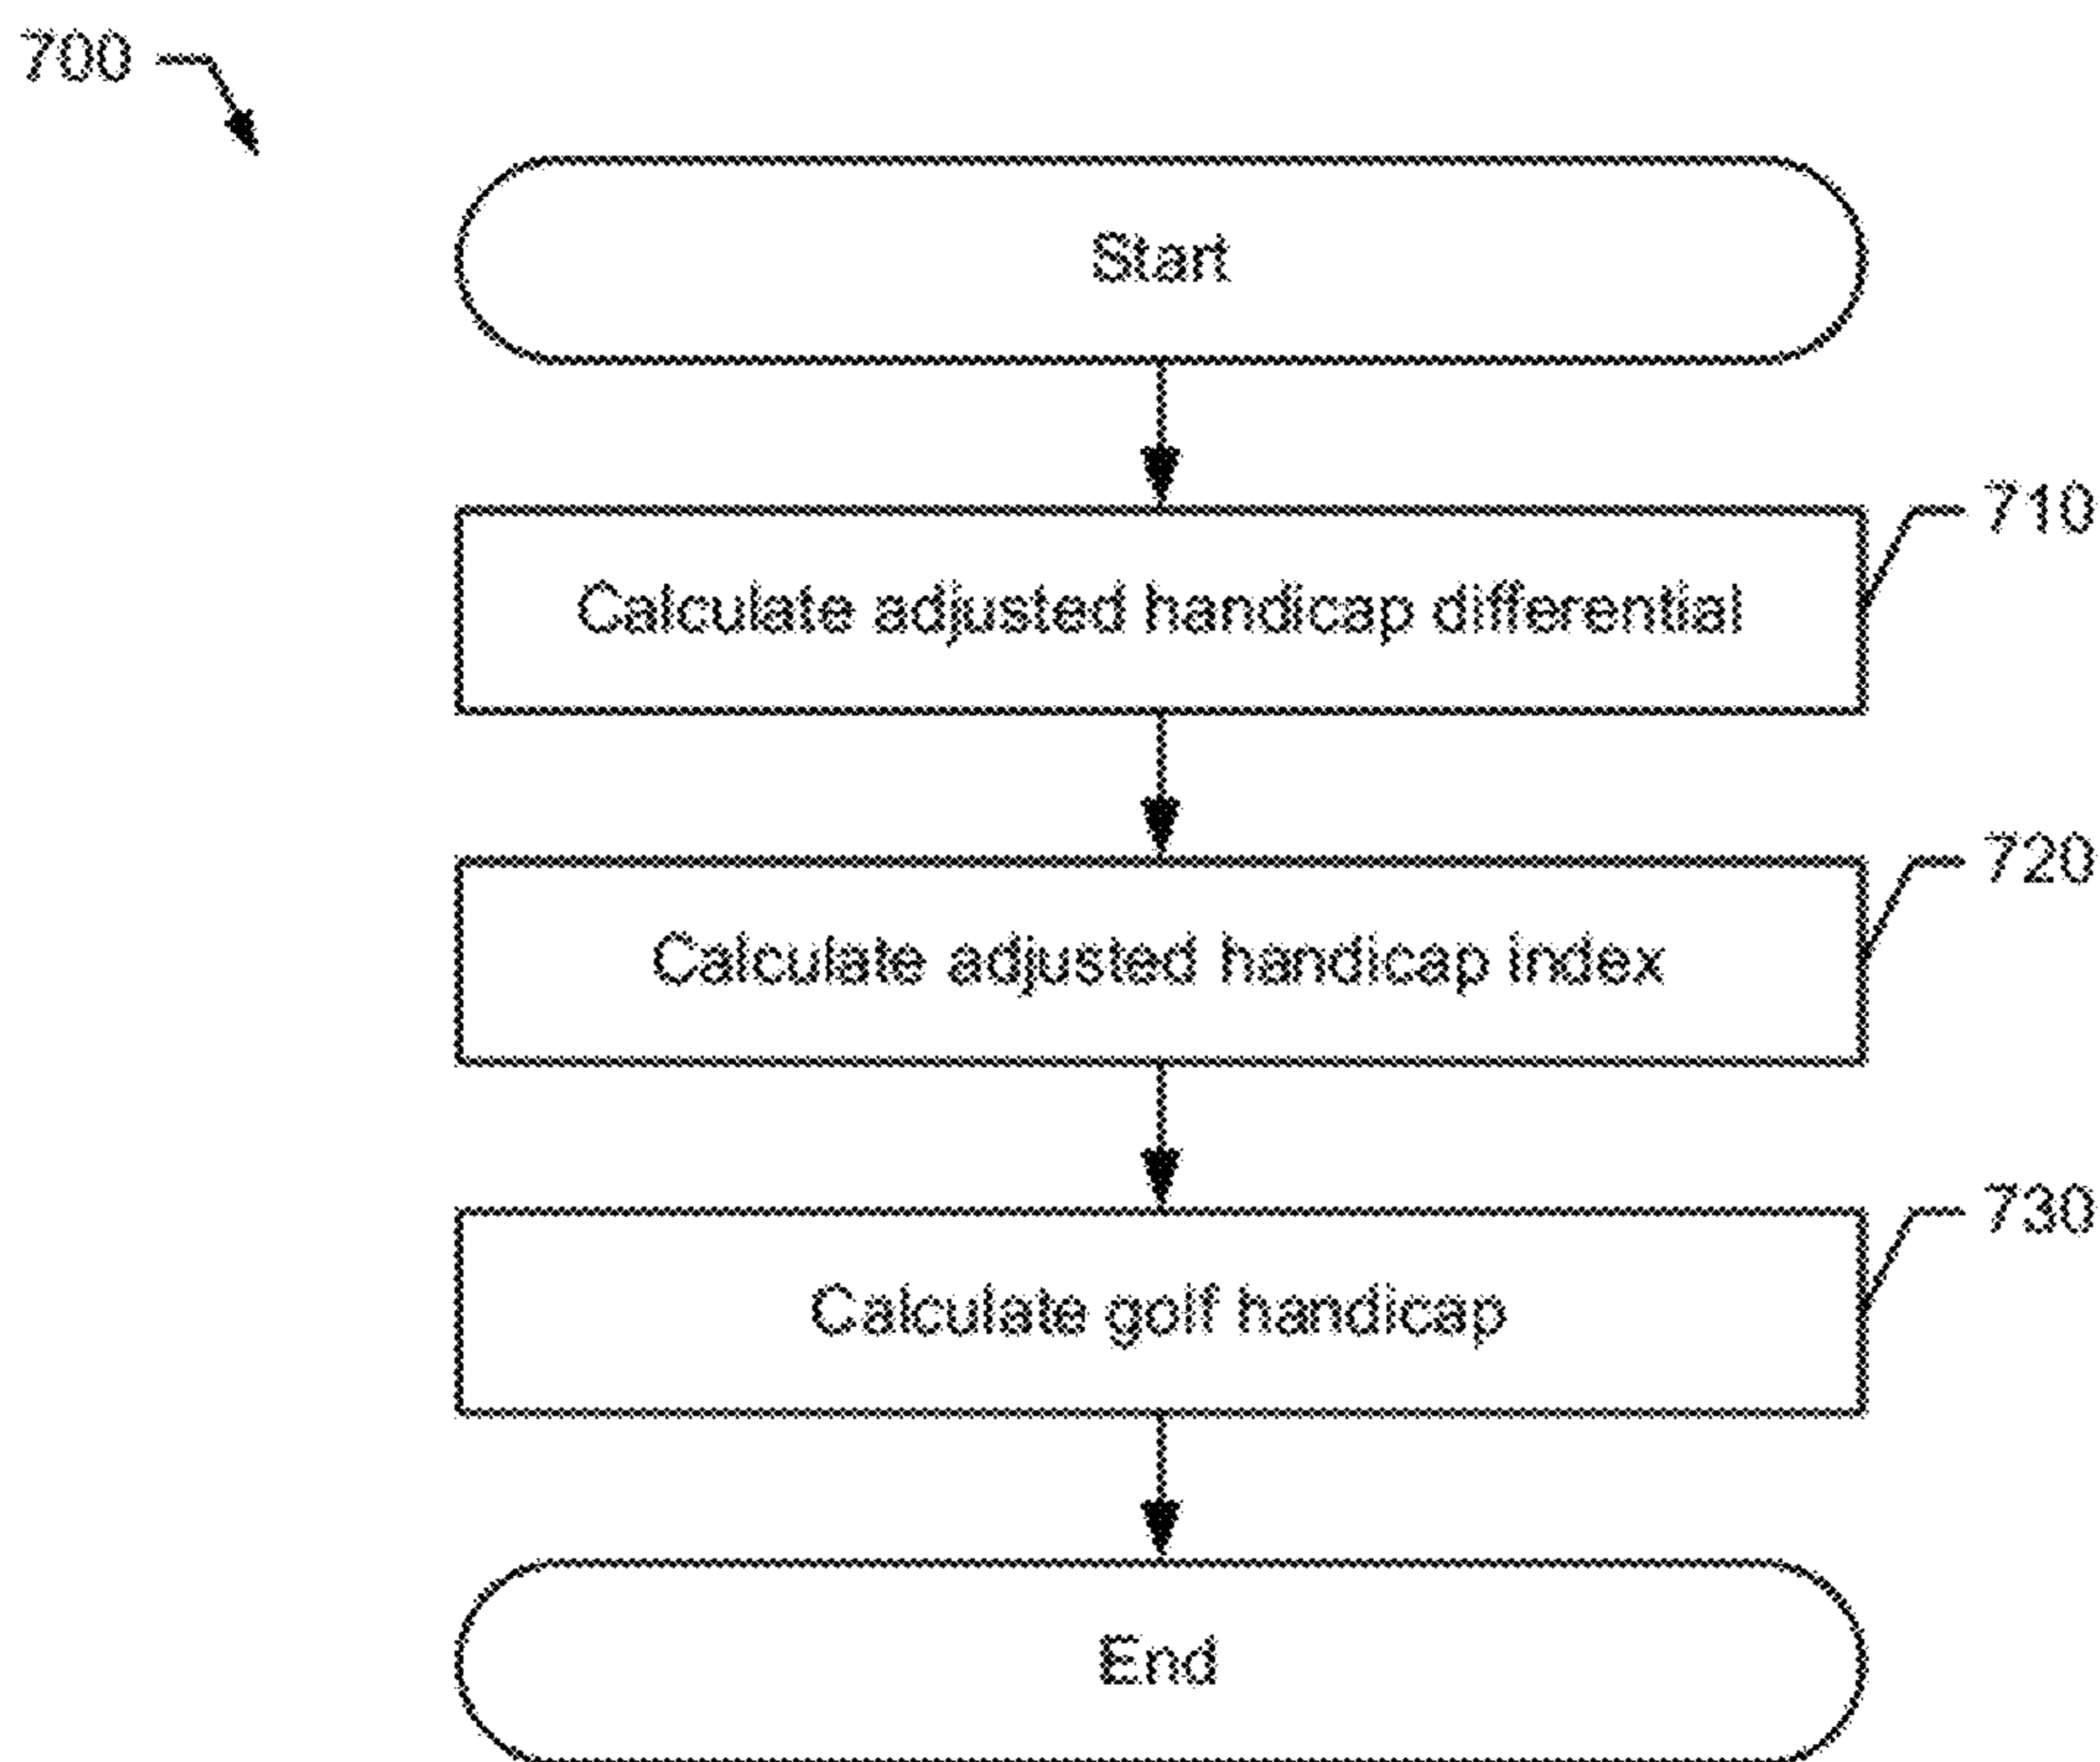 700
Start
710
Calculate adjusted handicap differential
720
Calculate adjusted handicap index
730
Calculate golf handicap
End